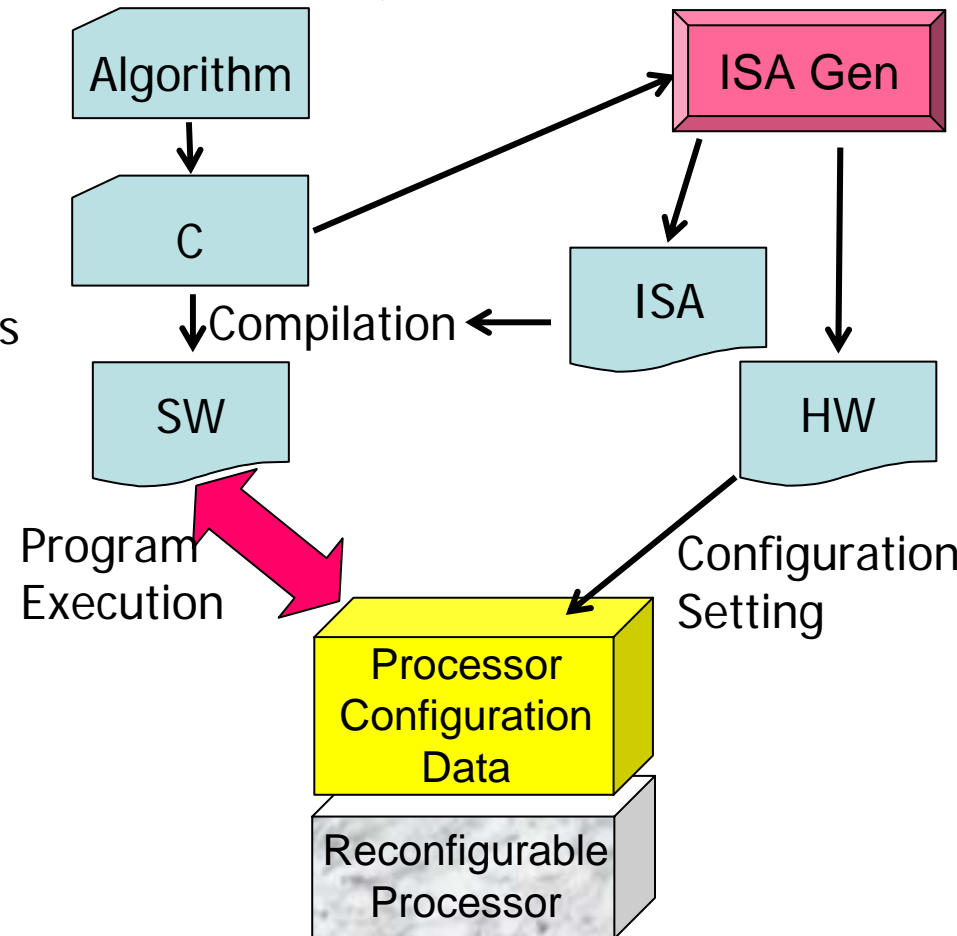 Algorithm
ISA Gen
C
ISA
s
Compilation
SW
HW
Program
Execution
Configuration
Setting
Processor
Configuration
Data
Reconfigurable
Processor